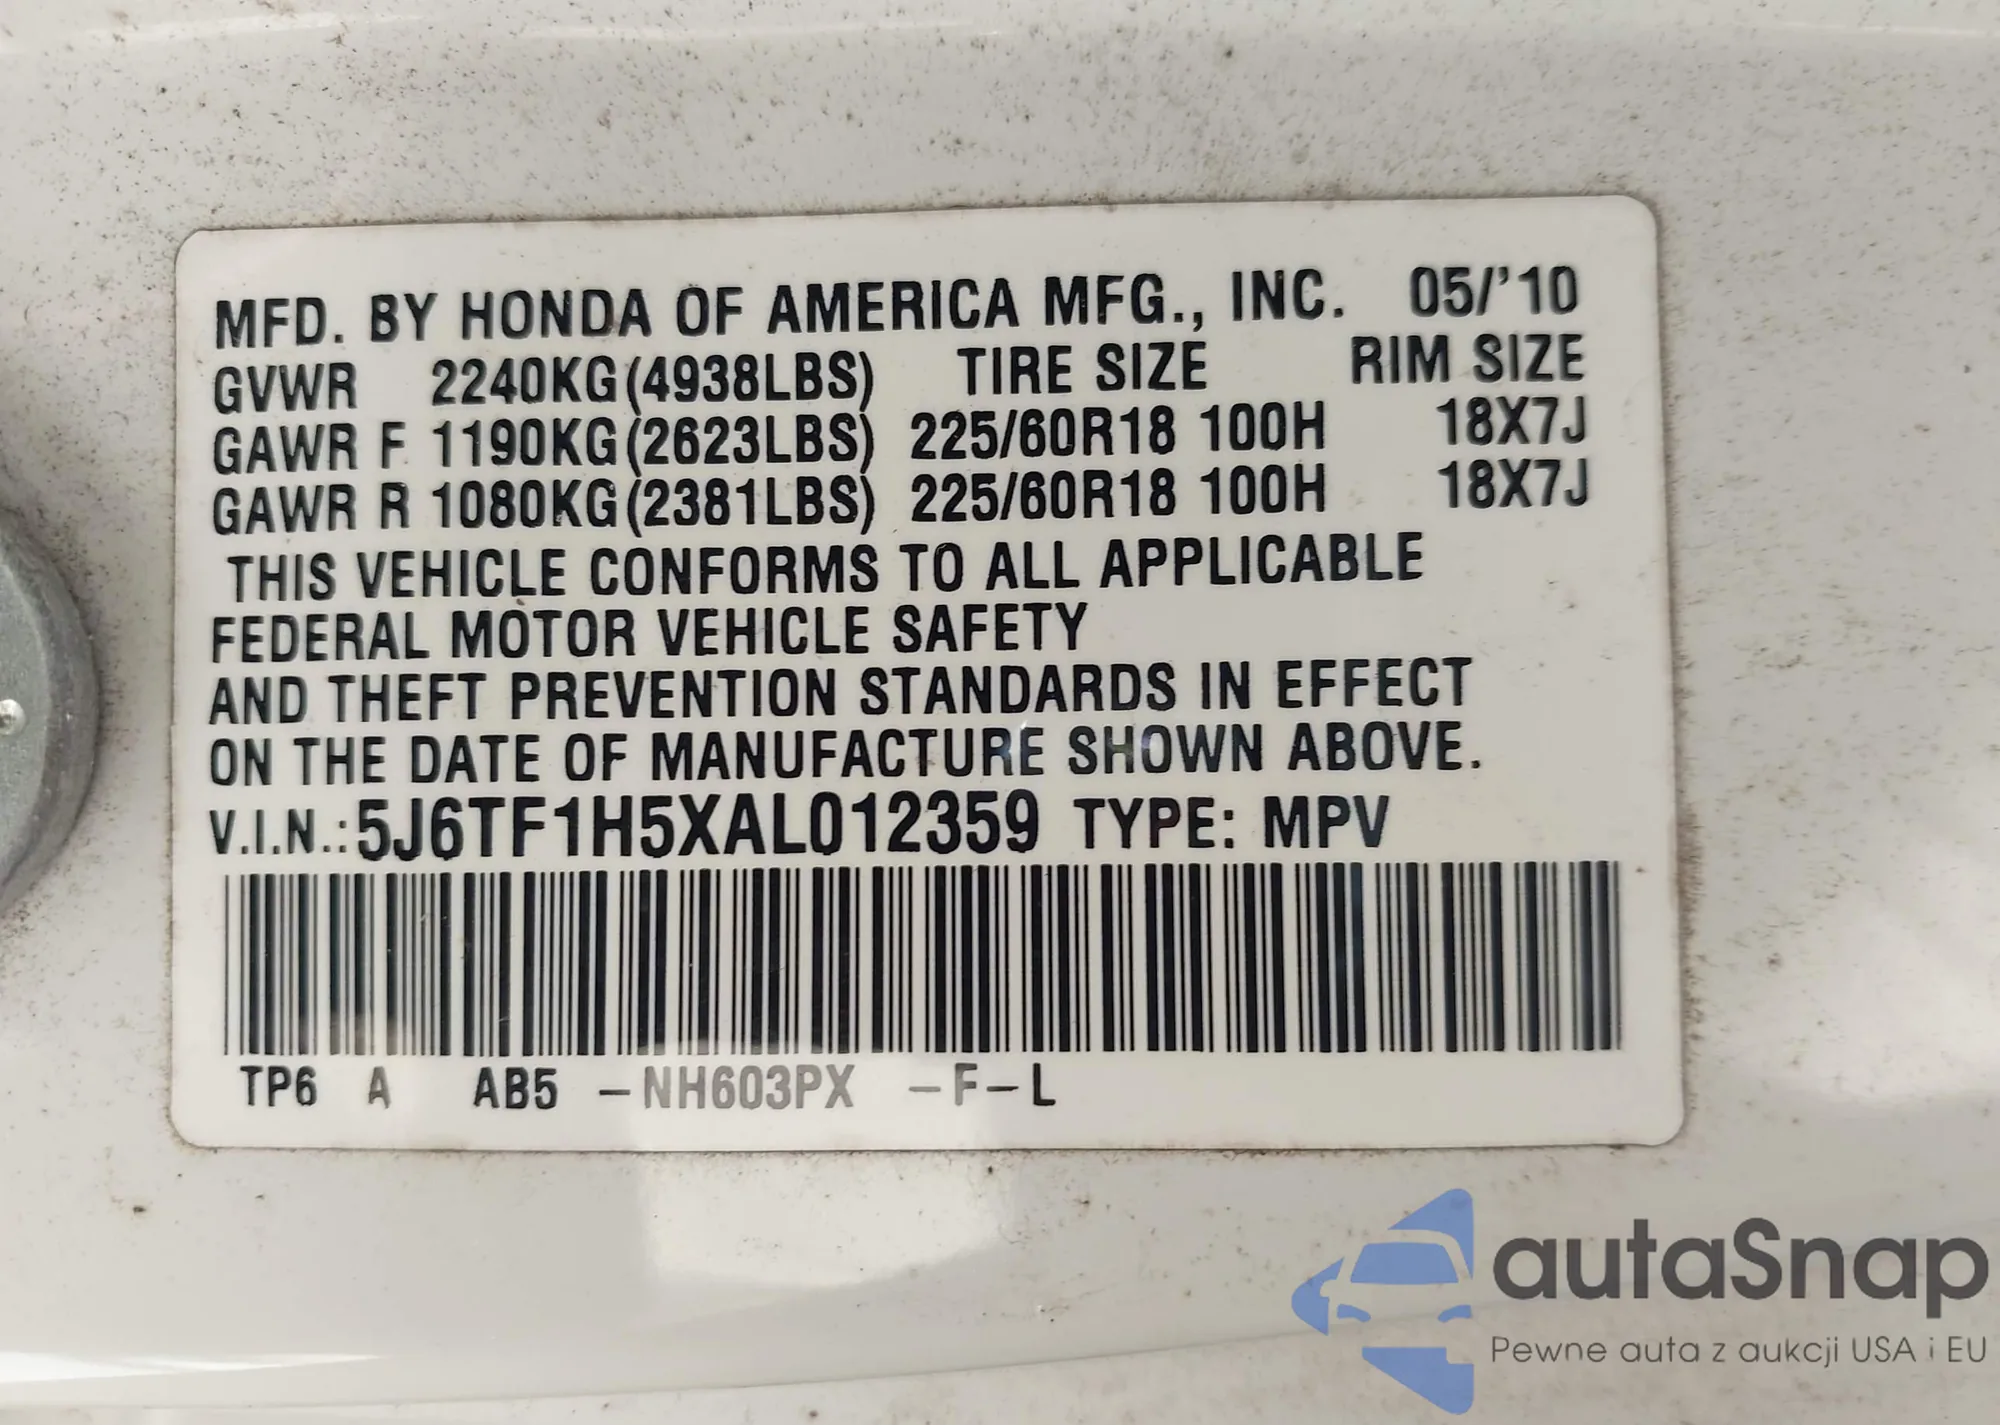 MFD. BY HONDA OF AMERICA MFG., INC. 05/'10
GVWR 2240KG(4938LBS) TIRE SIZE RIM SIZE
GAWR F 1190KG(2623LBS) 225/60R18 100H 18X7J
GAWR R 1080KG(2381LBS) 225/60R18 100H 18X7J
THIS VEHICLE CONFORMS TO ALL APPLICABLE
FEDERAL MOTOR VEHICLE SAFETY
AND THEFT PREVENTION STANDARDS IN EFFECT
ON THE DATE OF MANUFACTURE SHOWN ABOVE.
V.I.N.: 5J6TF1H5XAL012359 TYPE: MPV
TP6 A AB5 –NH603PX –F–L
autaSnap
Pewne auta z aukcji USA i EU